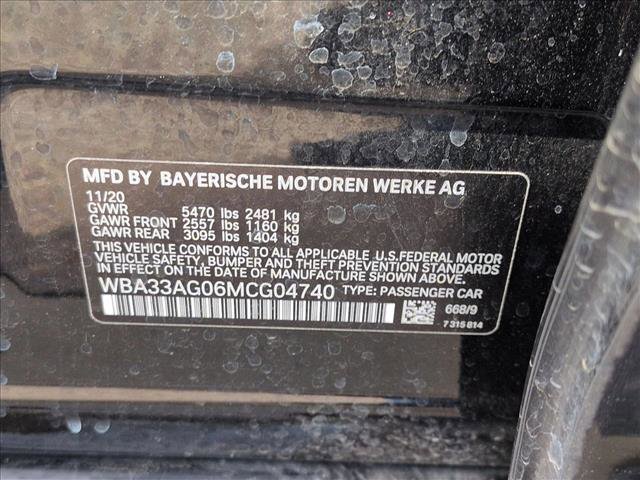 MFD BY BAYERISCHE MOTOREN WERKE AG
11/20
GVWR 5470 lbs 2481 kg
GAWR FRONT 2557 lbs 1160 kg
GAWR REAR 3095 lbs 1404 kg
THIS VEHICLE CONFORMS TO ALL APPLICABLE U.S.FEDERAL MOTOR
VEHICLE SAFETY, BUMPER AND THEFT PREVENTION STANDARDS
IN EFFECT ON THE DATE OF MANUFACTURE SHOWN ABOVE.
WBA33AG06MCG04740 TYPE: PASSENGER CAR
668/9
7315814